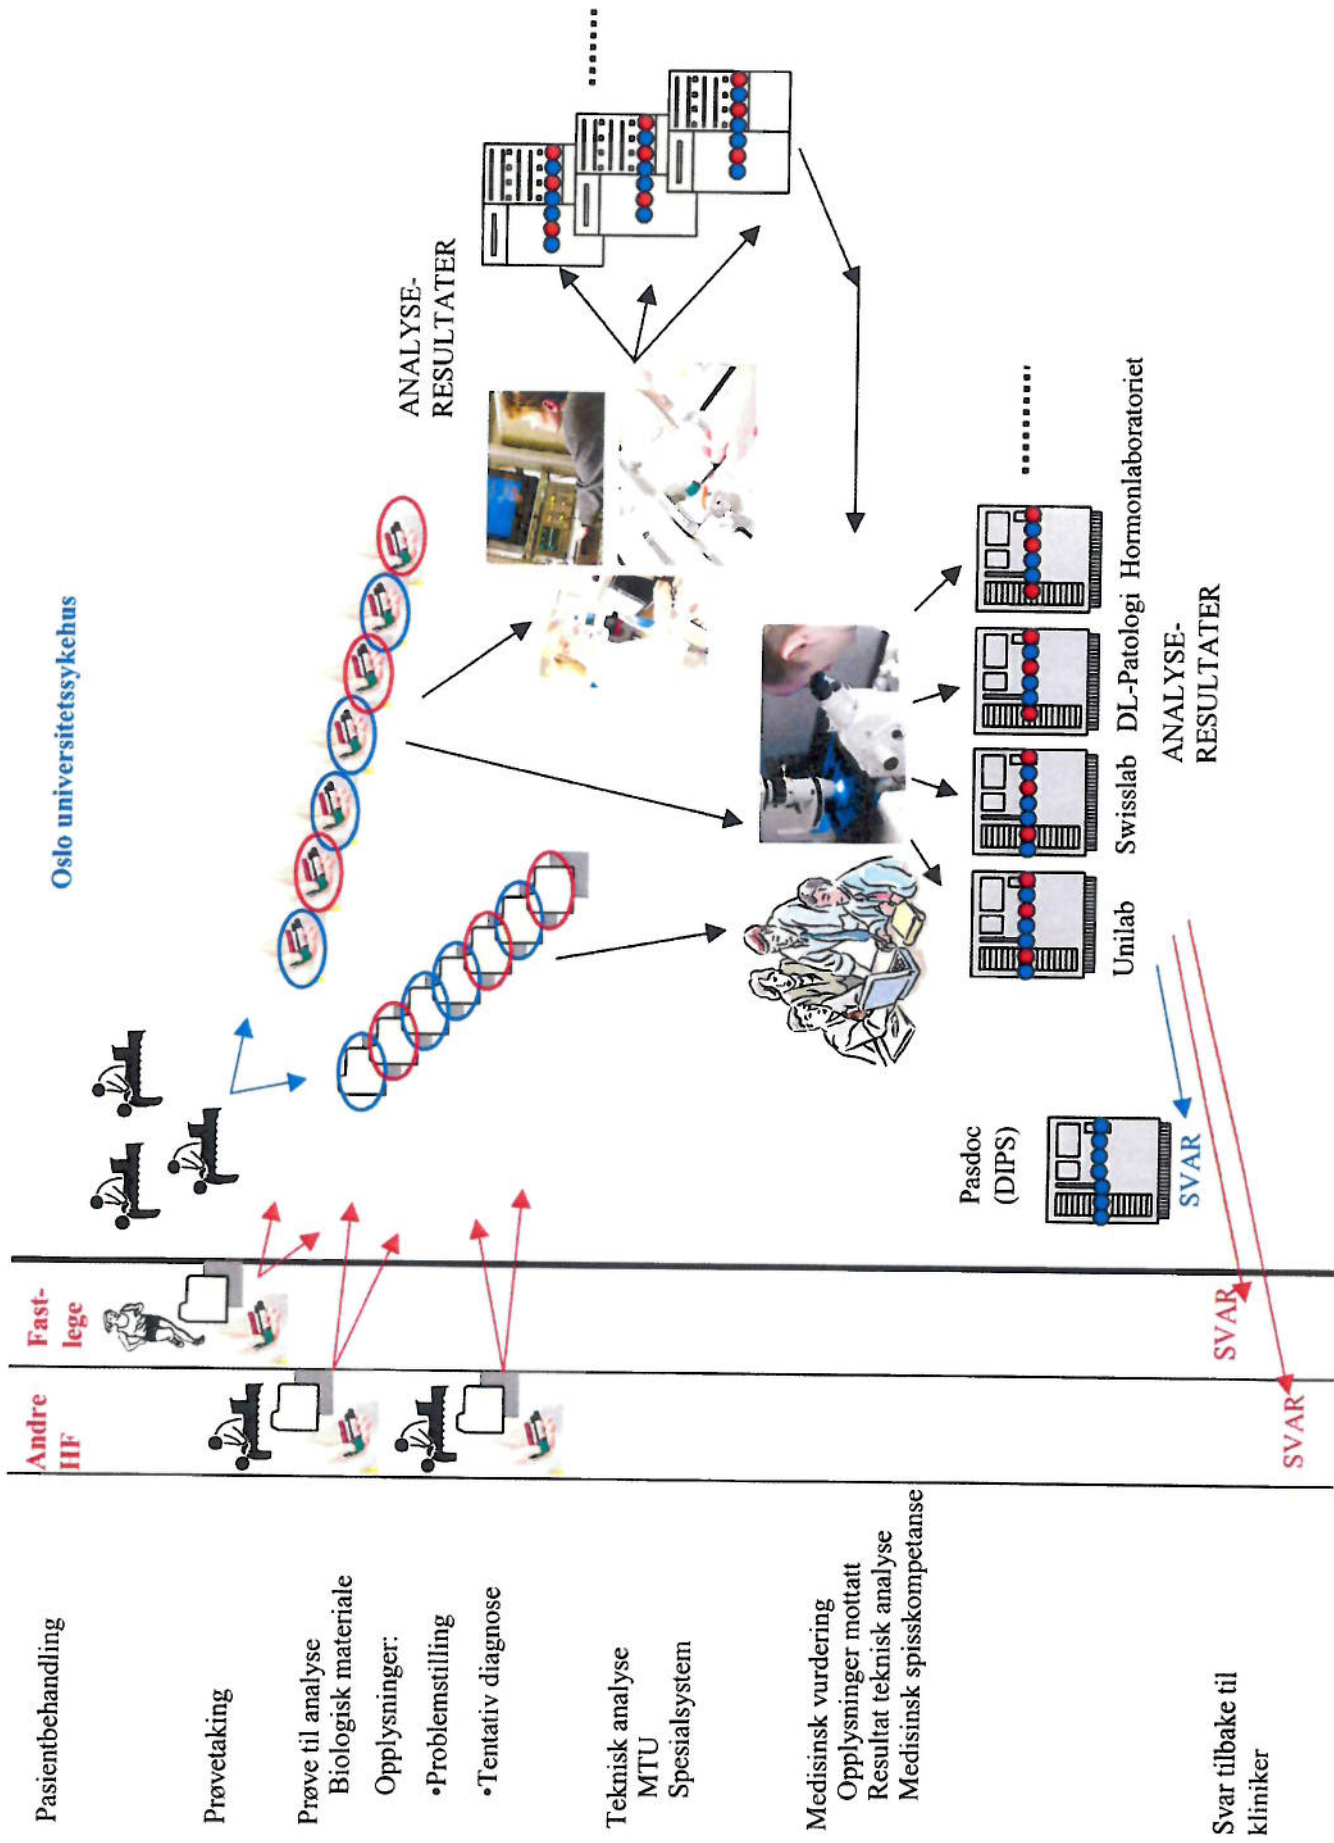 Pasientbehandling
Prøvetaking
Prøve til analyse
Biologisk materiale
Opplysninger:
•Problemstilling
•Tentativ diagnose
Teknisk analyse
MTU
Spesialsystem
Medisinsk vurdering
Opplysninger mottatt
Resultat teknisk analyse
Medisinsk spisskompetanse
Svar tilbake til
kliniker
Andre
HF
Fast-
lege
Oslo universitetssykehus
ANALYSE-
RESULTATER
Pasdoc
(DIPS)
Unilab
Swisslab
DL-Patologi
Hormonlaboratoriet
ANALYSE-
RESULTATER
SVAR
SVAR
SVAR